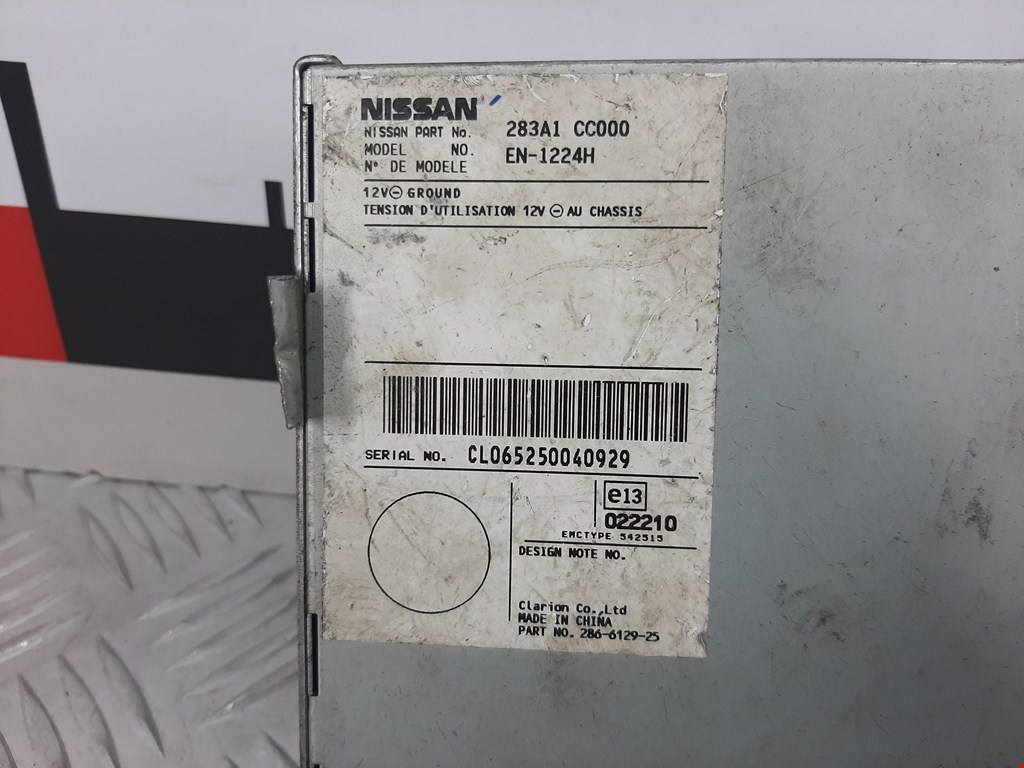 NISSAN
NISSAN PART No. 283A1 CC000
MODEL NO. EN-1224H
N° DE MODELE
12V⊖ GROUND
TENSION D'UTILISATION 12V ⊖ AU CHASSIS
SERIAL NO. CL065250040929
e13
022210
EMCTYPE 542515
DESIGN NOTE NO.
Clarion Co.,Ltd
MADE IN CHINA
PART NO. 286-6129-25